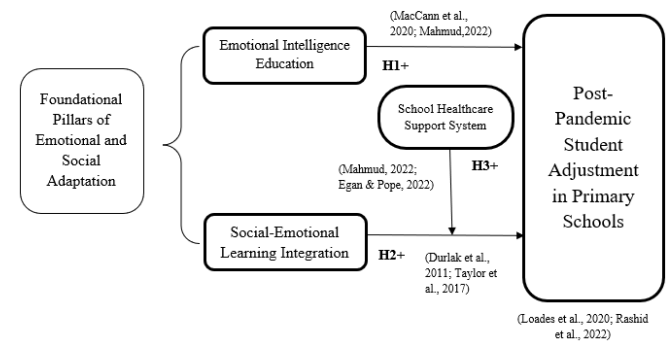 (MacCann et al.,
2020; Mahmud,2022)
Emotional Intelligence
Education
H1+
Foundational
Pillars of
Emotional and
Social
Adaptation
School Healthcare
Support System
Post-
Pandemic
Student
Adjustment
in Primary
Schools
(Mahmud, 2022;
Egan & Pope, 2022)
H3+
Social-Emotional
Learning Integration
H2+
(Durlak et al.,
2011; Taylor et
al., 2017)
(Loades et al., 2020; Rashid
et al., 2022)